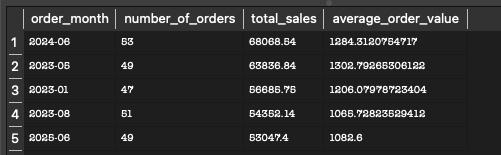 order_month number_of_orders total_sales average_order_value
1 2024-06 53 68068.54 1284.3120754717
2 2023-05 49 63836.84 1302.79265306122
3 2023-01 47 56685.75 1206.07978723404
4 2023-08 51 54352.14 1065.72823529412
5 2025-06 49 53047.4 1082.6